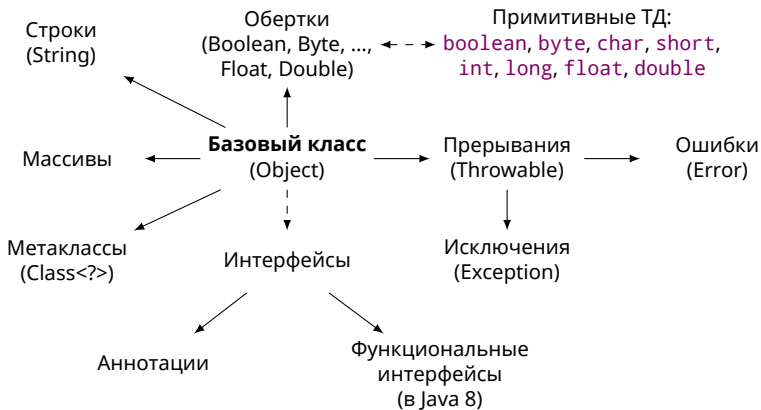 Строки
(String)
Обертки
(Boolean, Byte, ...,
Float, Double)
Примитивные ТД:
boolean, byte, char, short,
int, long, float, double
Массивы
Базовый класс
(Object)
Прерывания
(Throwable)
Ошибки
(Error)
Метаклассы
(Class<?>)
Интерфейсы
Исключения
(Exception)
Аннотации
Функциональные
интерфейсы
(в Java 8)